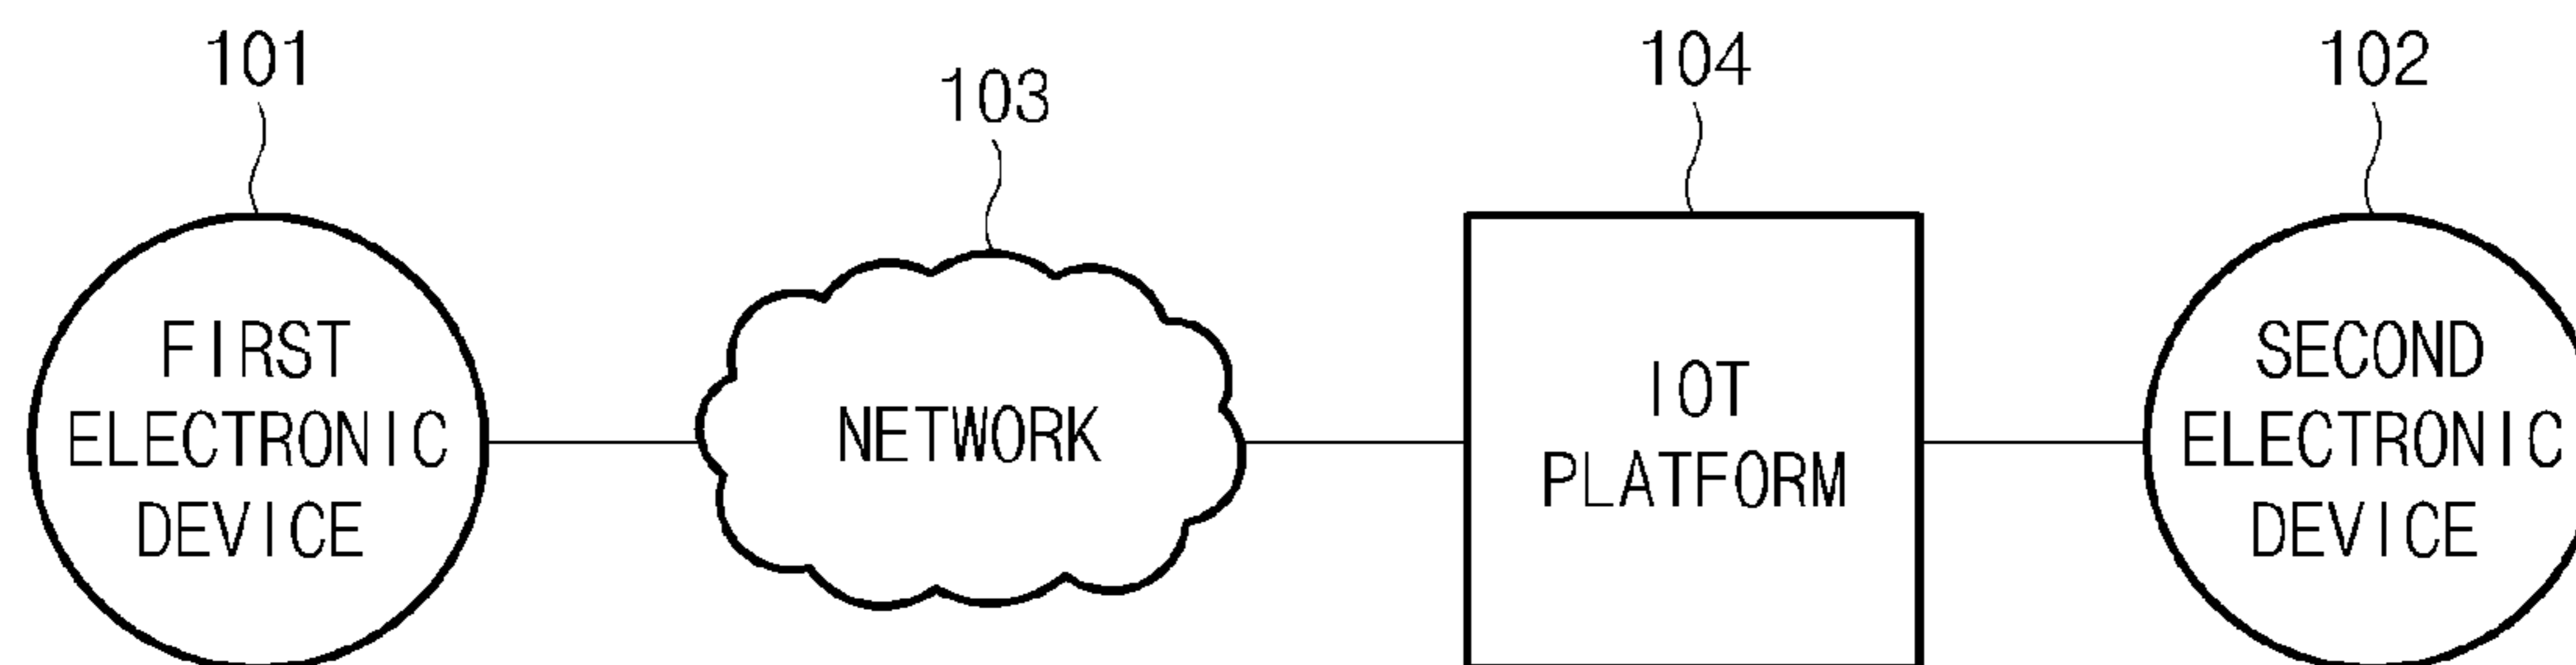 101
103
104
102
FIRST
ELECTRONIC
DEVICE
NETWORK
IOT
PLATFORM
SECOND
ELECTRONIC
DEVICE